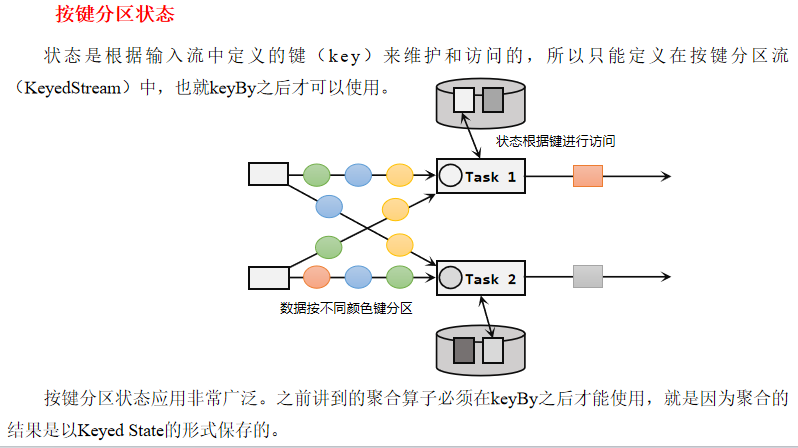 按键分区状态
状态是根据输入流中定义的键（key）来维护和访问的，所以只能定义在按键分区流
（KeyedStream）中，也就keyBy之后才可以使用。
状态根据键进行访问
Task 1
Task 2
数据按不同颜色键分区
按键分区状态应用非常广泛。之前讲到的聚合算子必须在keyBy之后才能使用，就是因为聚合的
结果是以Keyed State的形式保存的。